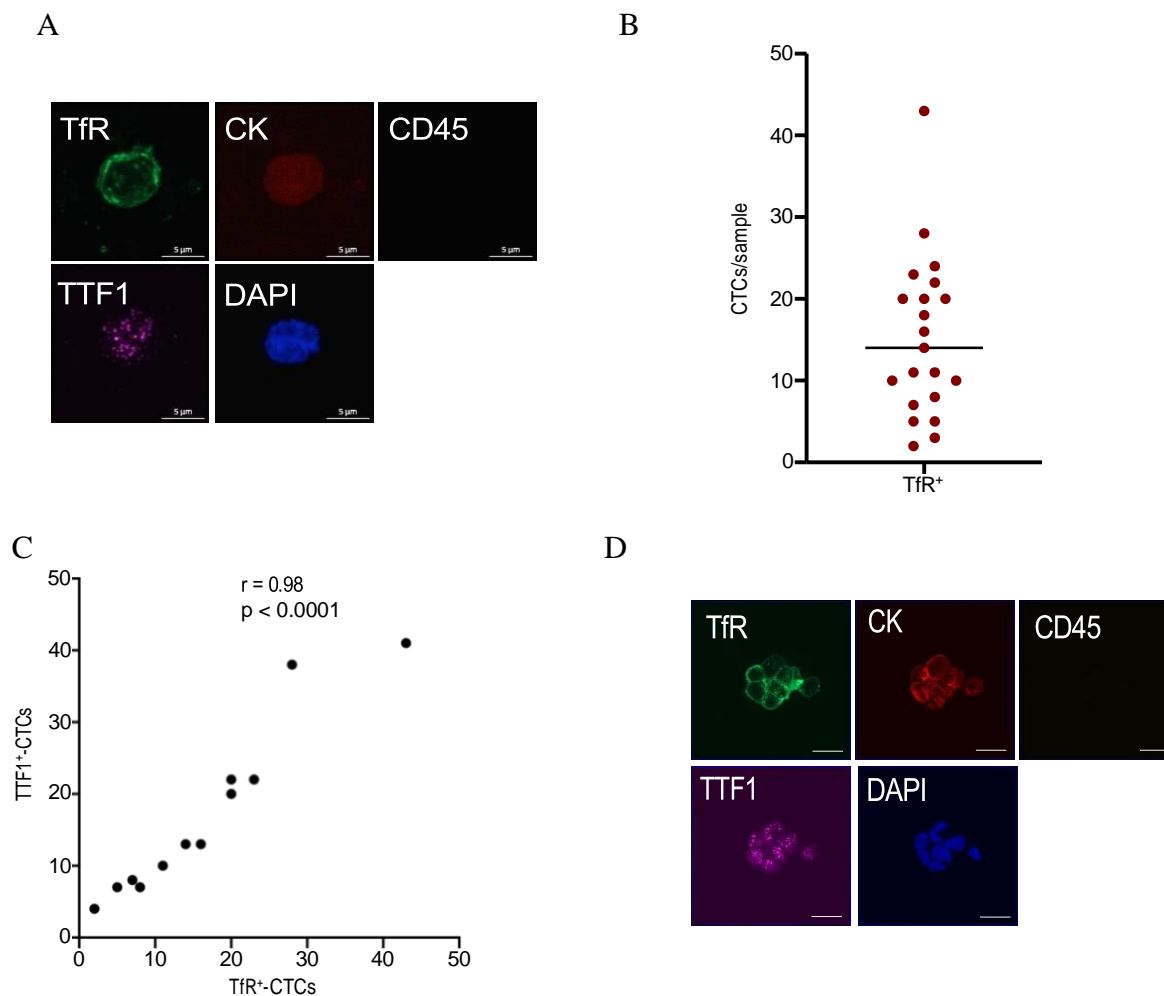 A
TfR
CK
CD45
5 µm
5 µm
5 µm
TTF1
DAPI
5 µm
5 µm
B
50
40
30
20
10
0
CTCs/sample
TfR⁺
C
r = 0.98
p < 0.0001
50
40
30
20
10
0
TTF1⁺-CTCs
0 10 20 30 40 50
TfR⁺-CTCs
D
TfR
CK
CD45
TTF1
DAPI